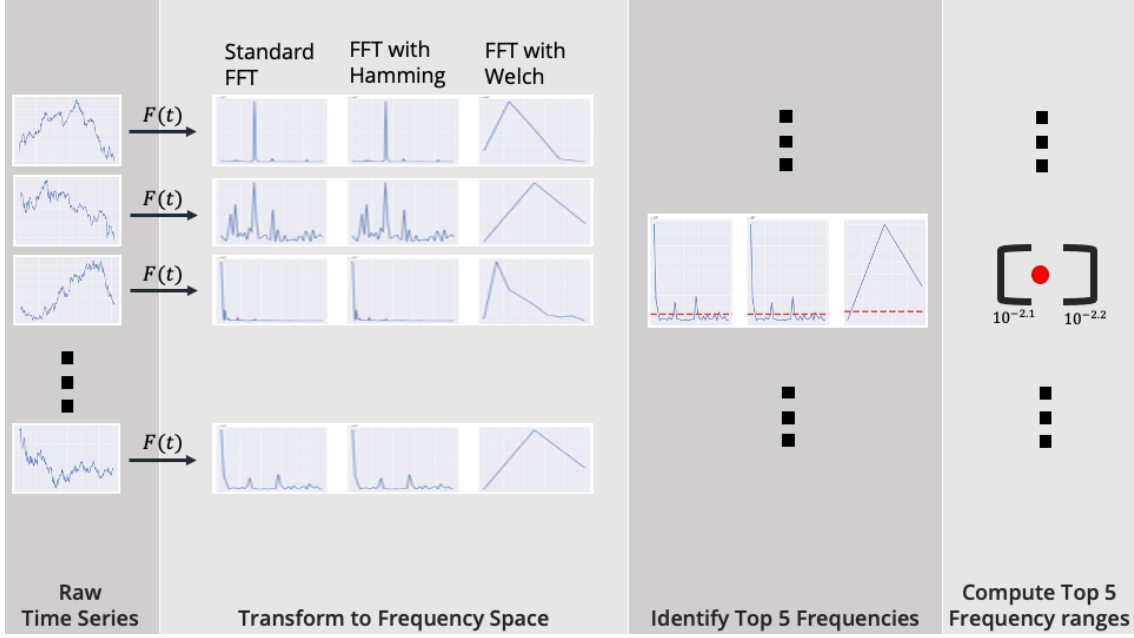 Standard
FFT
FFT with
Hamming
FFT with
Welch
F(t)
F(t)
F(t)
F(t)
10^{-2.1}
10^{-2.2}
Raw
Time Series
Transform to Frequency Space
Identify Top 5 Frequencies
Compute Top 5
Frequency ranges